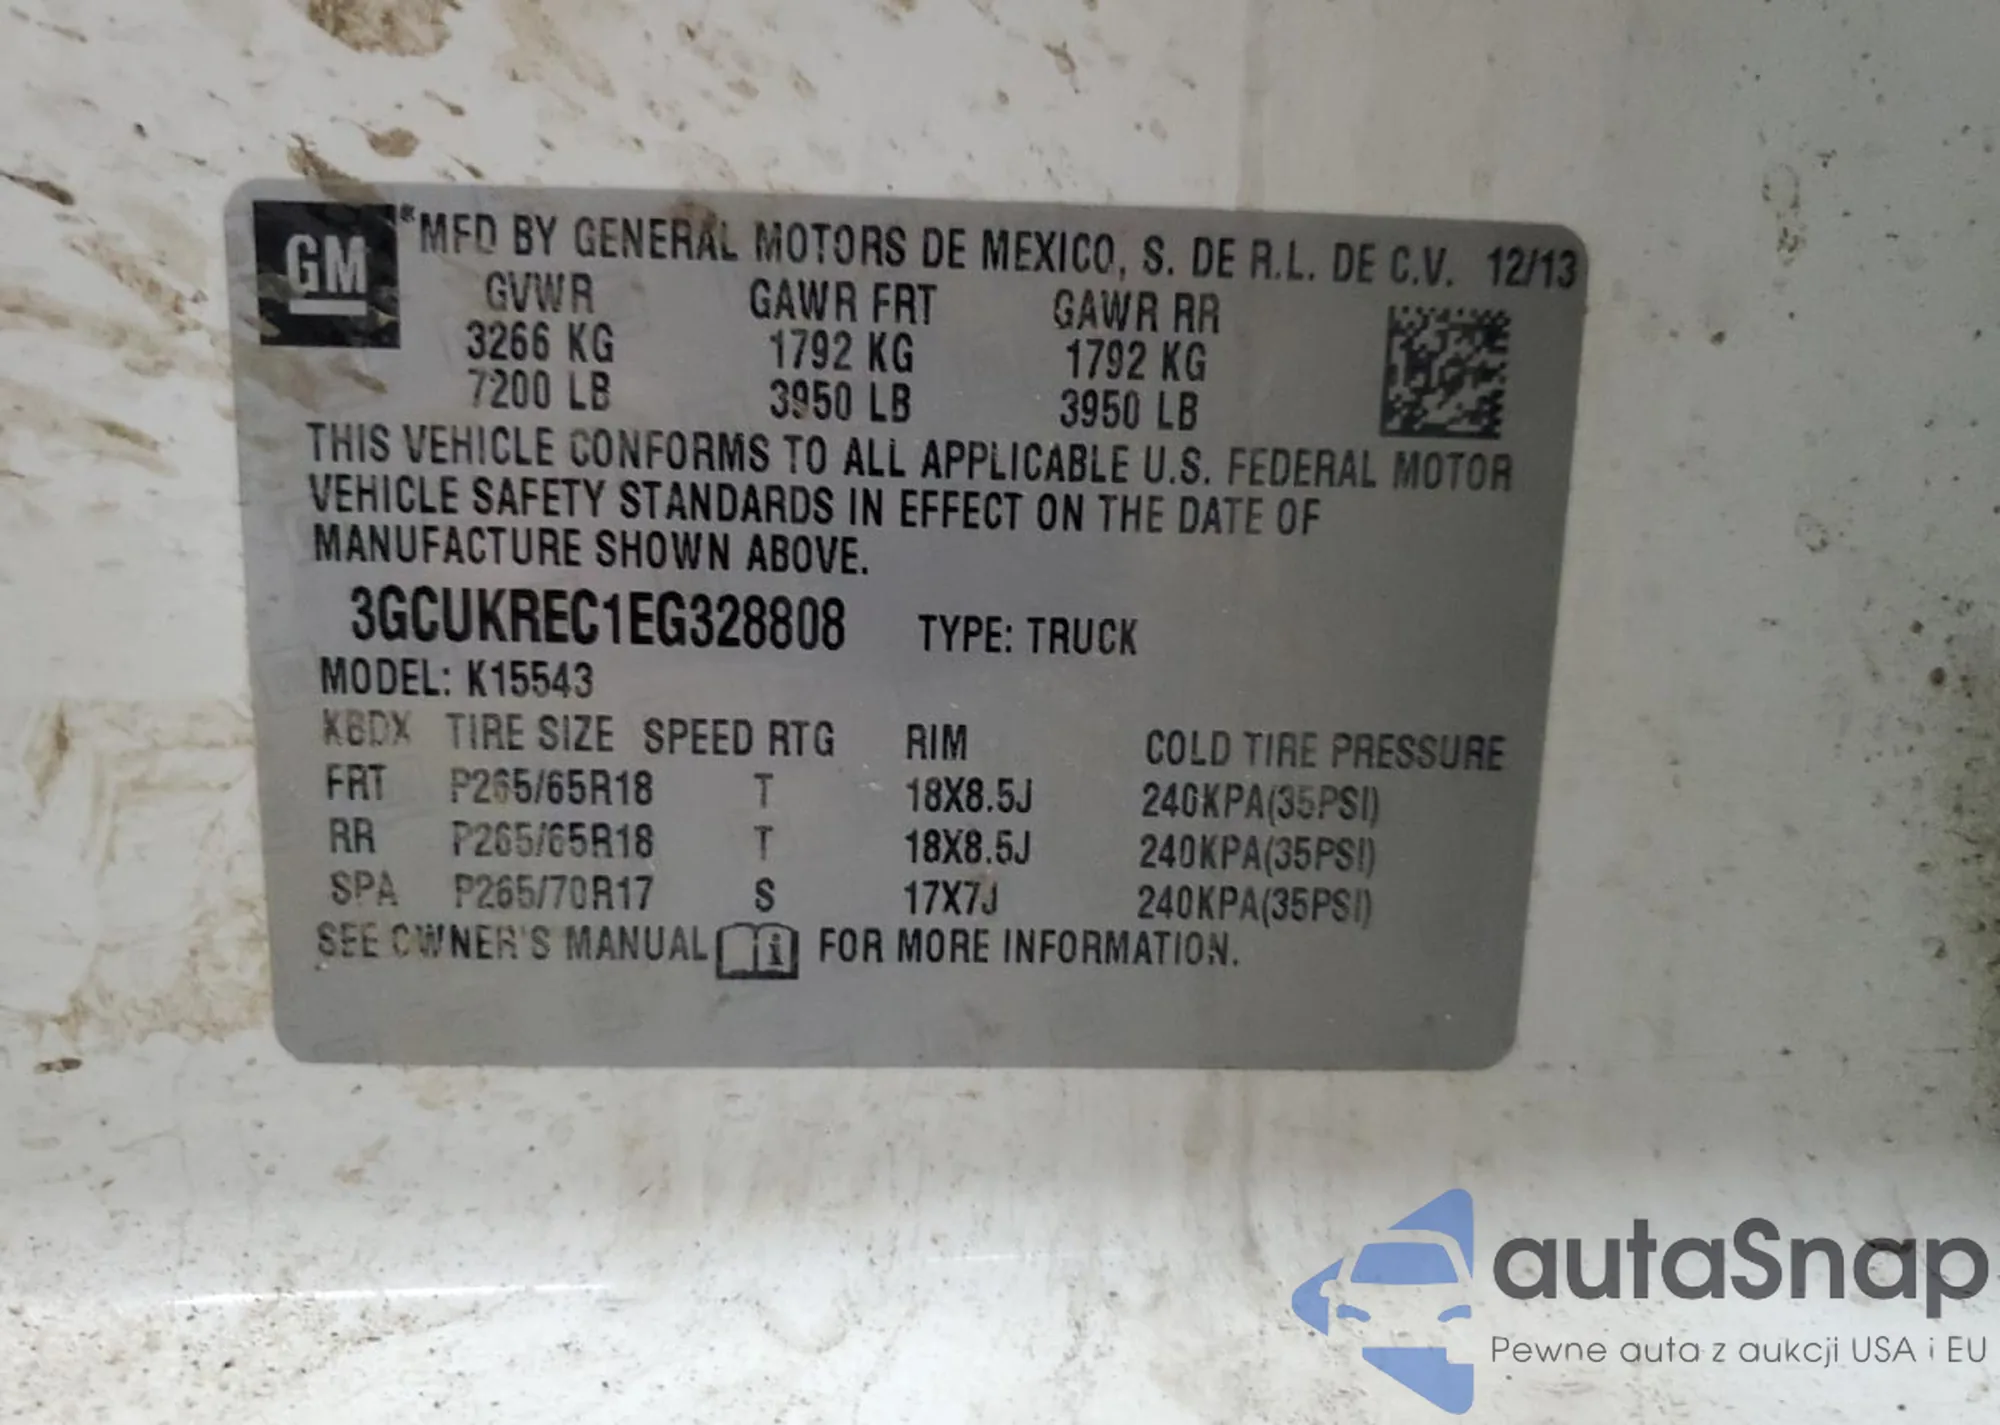 GM
*MFD BY GENERAL MOTORS DE MEXICO, S. DE R.L. DE C.V. 12/13
GVWR GAWR FRT GAWR RR
3266 KG 1792 KG 1792 KG
7200 LB 3950 LB 3950 LB
THIS VEHICLE CONFORMS TO ALL APPLICABLE U.S. FEDERAL MOTOR
VEHICLE SAFETY STANDARDS IN EFFECT ON THE DATE OF
MANUFACTURE SHOWN ABOVE.
3GCUKREC1EG328808 TYPE: TRUCK
MODEL: K15543
TIRE SIZE SPEED RTG RIM COLD TIRE PRESSURE
FRT P265/65R18 T 18X8.5J 240KPA(35PSI)
RR P265/65R18 T 18X8.5J 240KPA(35PSI)
SPA P265/70R17 S 17X7J 240KPA(35PSI)
SEE OWNER'S MANUAL FOR MORE INFORMATION.
autaSnap
Pewne auta z aukcji USA i EU